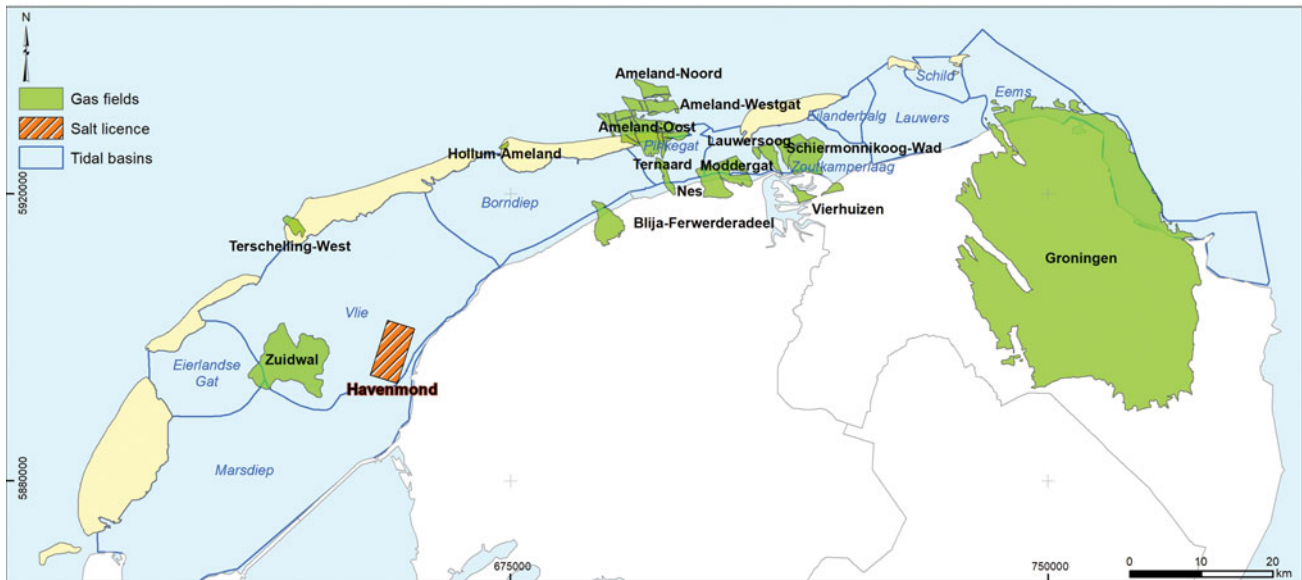 N
Gas fields
Salt licence
Tidal basins
Ameland-Noord
Ameland-Westgat
Ameland-Oost
Pinkegat
Hollum-Ameland
Ternaard
Nes
Moddergat
Lauwersoog
Schiermonnikoog-Wad
Zoutkamperlaag
Eilanderbalg
Lauwers
Schild
Eems
Vierhuizen
Blija-Ferwerderadeel
Borndiep
Terschelling-West
Groningen
Vlie
Eierlandse
Gat
Zuidwal
Havenmond
Marsdiep
5920000
5880000
675000
750000
0 10 20
km